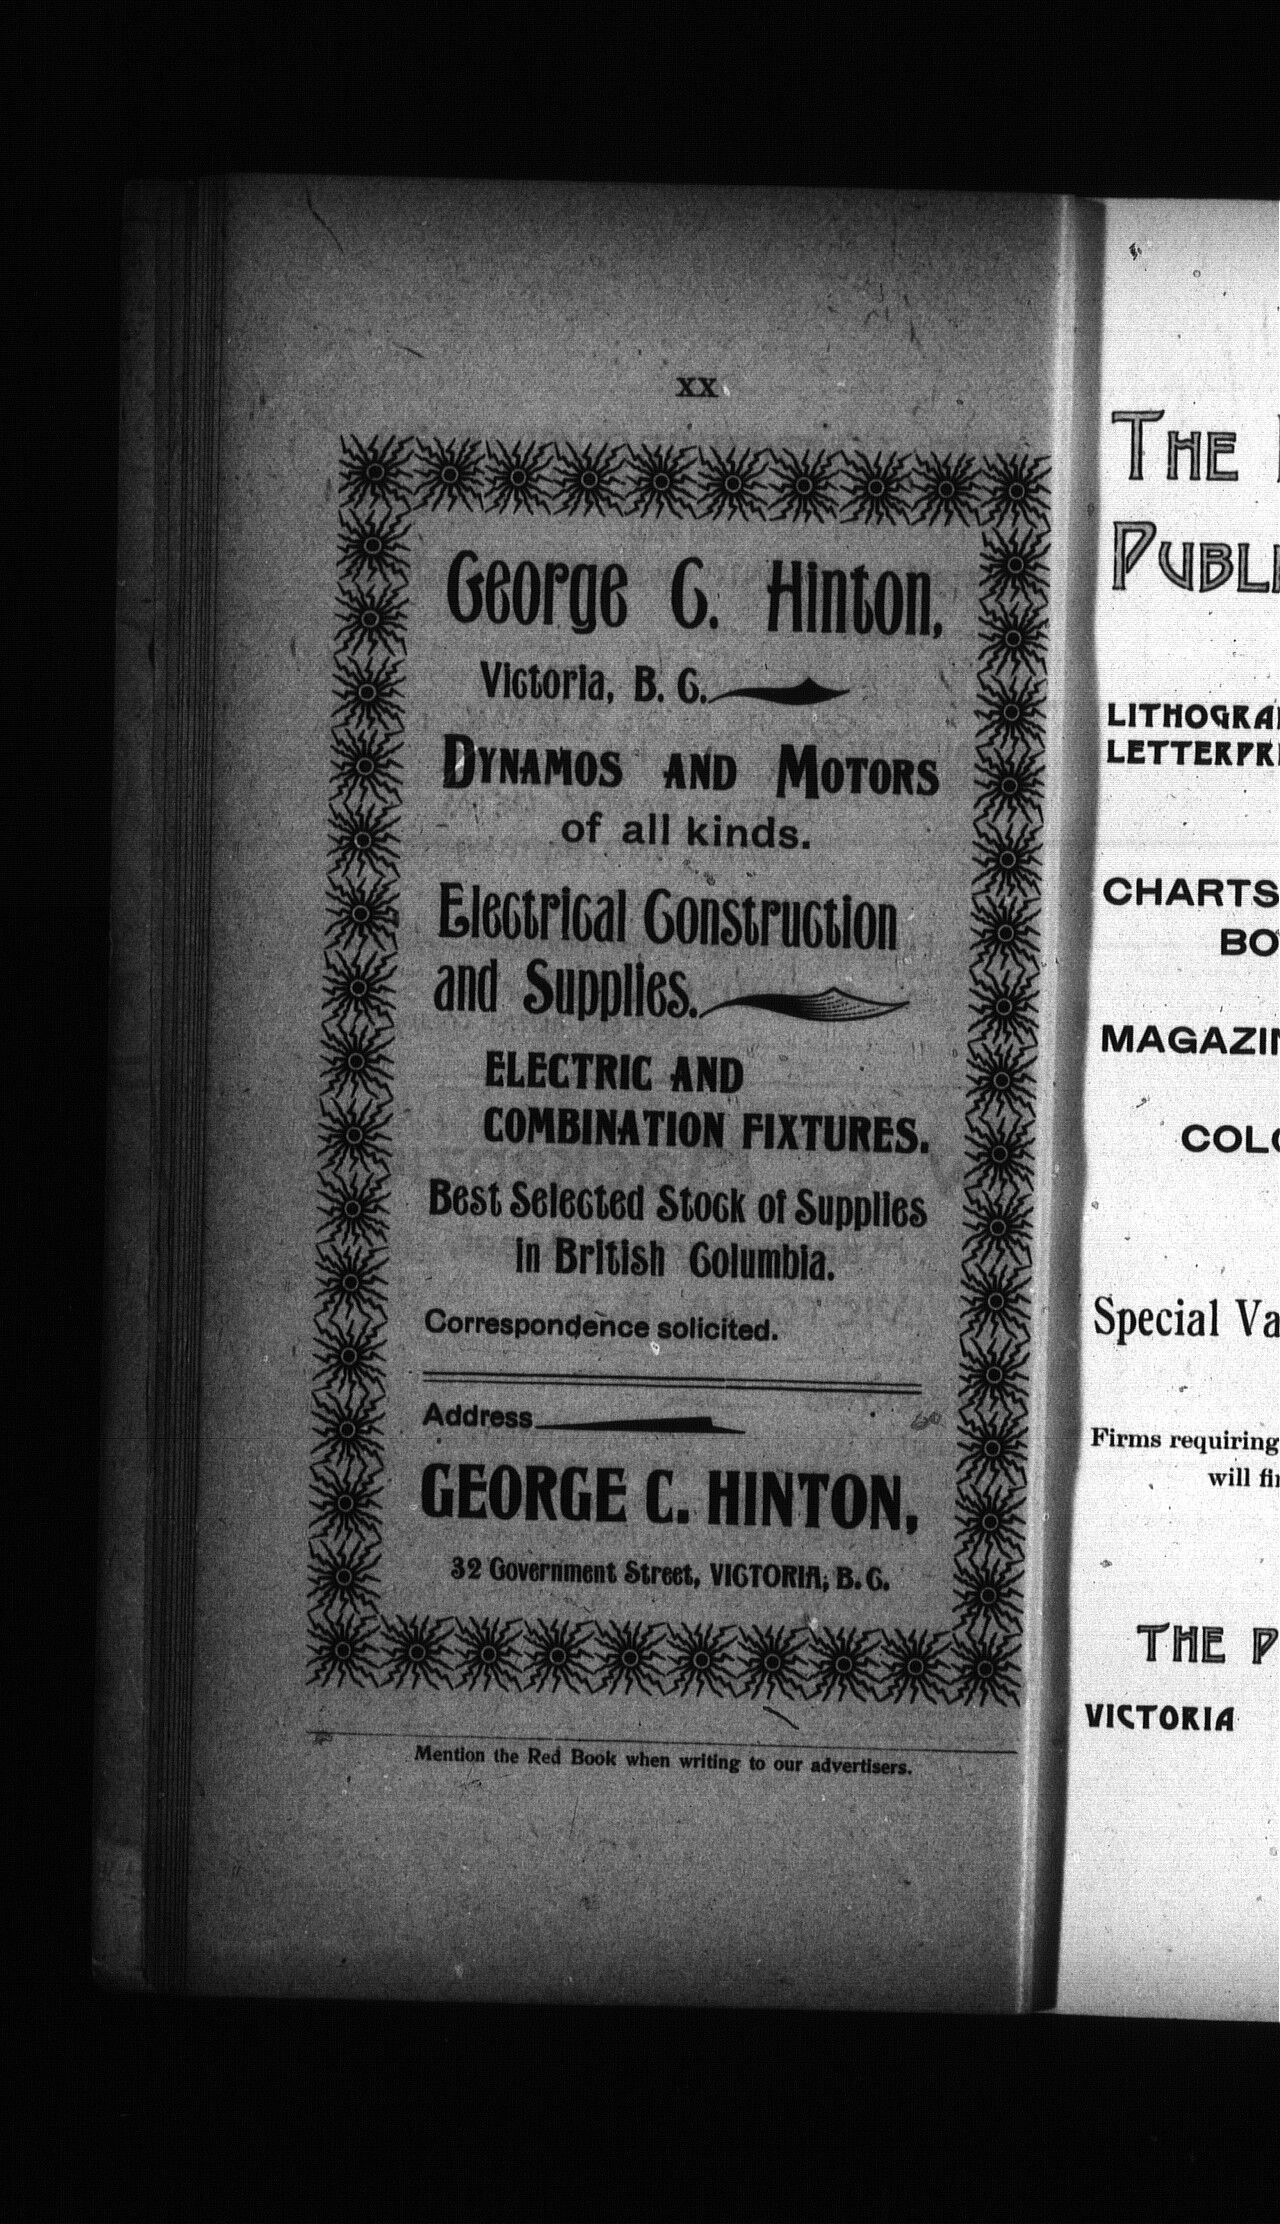 xx
George C. Hinton,
Victoria, B. C.
DYNAMOS AND MOTORS
of all kinds.
Electrical Construction
and Supplies.
ELECTRIC AND
COMBINATION FIXTURES.
Best Selected Stock of Supplies
in British Columbia.
Correspondence solicited.
Address
GEORGE C. HINTON,
32 Government Street, VICTORIA, B. C.
Mention the Red Book when writing to our advertisers.
THE
PUBLI
LITHOGRA
LETTERPR
CHARTS
BO
MAGAZI
COLO
Special Va
Firms requiring
will fi
THE P
VICTORIA